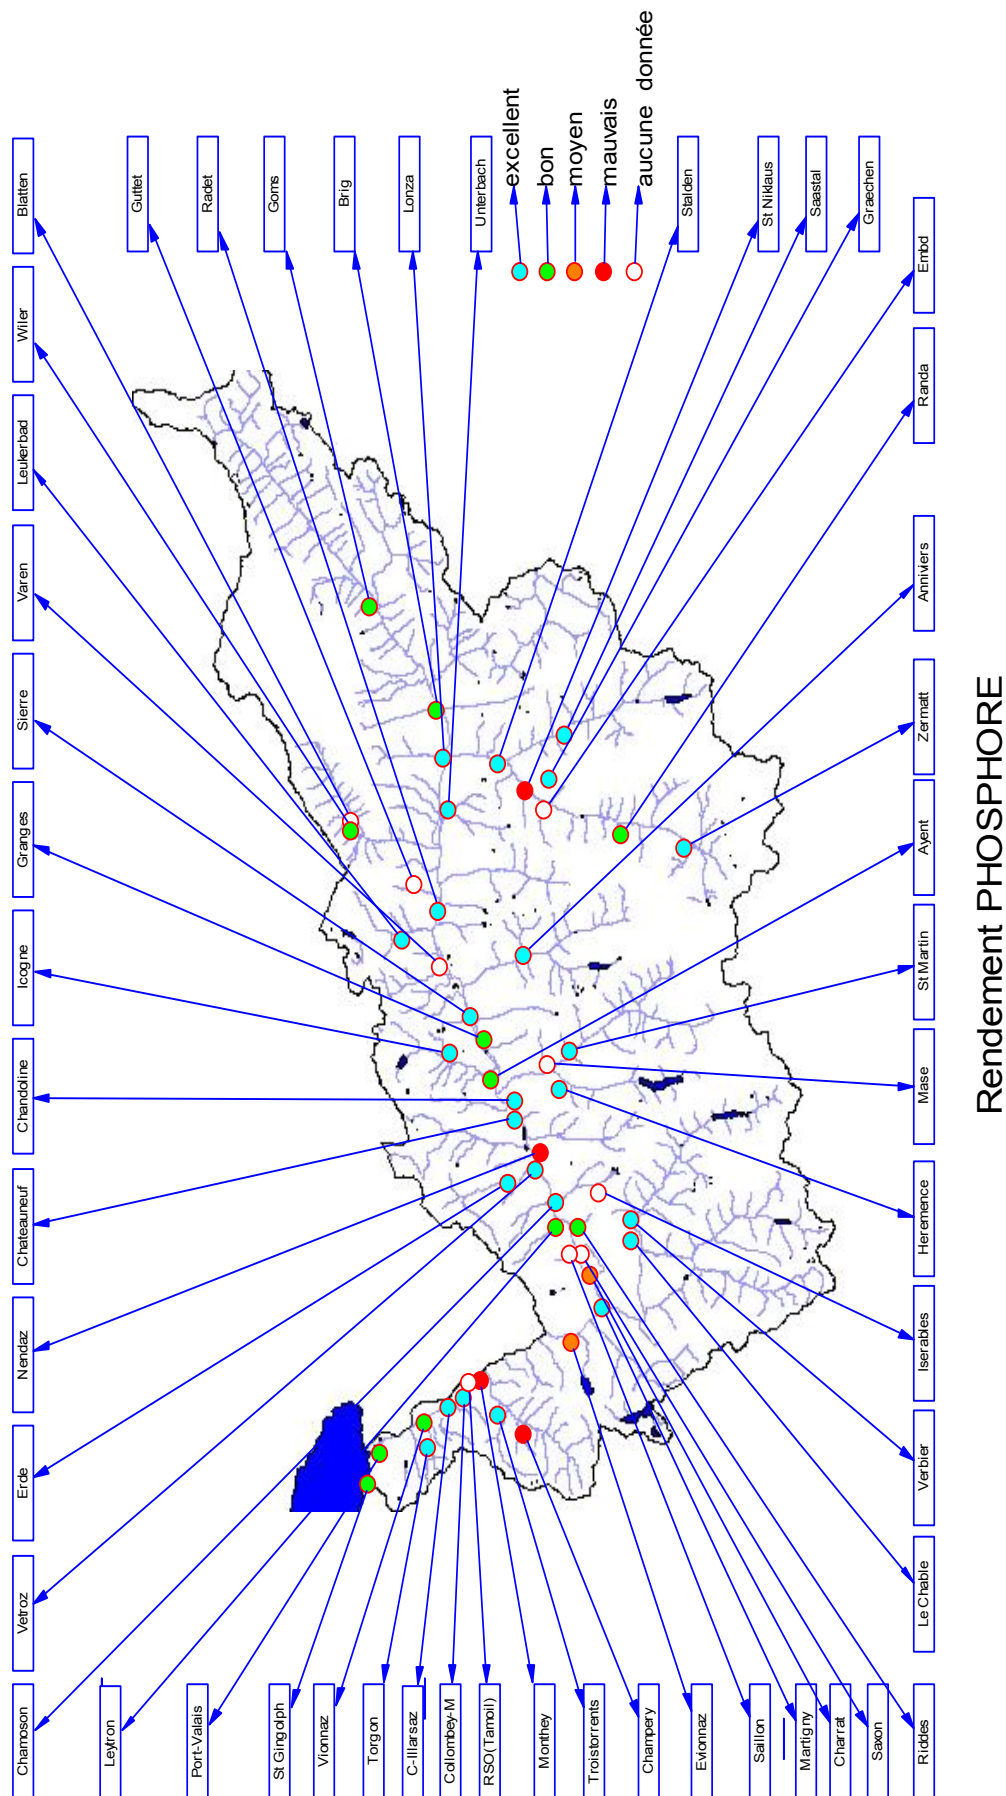 Chamoson
Vetroz
Erde
Nendaz
Chateauneuf
Chandoline
Icogne
Granges
Sierre
Varen
Leukerbad
Wiler
Blatten
Guttet
Radet
Goms
Brig
Lonza
Unterbach
excellent
bon
moyen
mauvais
aucune donnée
Stalden
St Niklaus
Saastal
Graechen
Leytron
Port-Valais
St Gingolph
Vionnaz
Torgon
C-Illarsaz
Collombey-M
RSO(Tamoil)
Monthey
Troistorrents
Champery
Evionnaz
Saillon
Martigny
Charrat
Saxon
Riddes
Le Chable
Verbier
Iserables
Heremence
Mase
St Martin
Ayent
Zermatt
Anniviers
Randa
Embd
Rendement PHOSPHORE